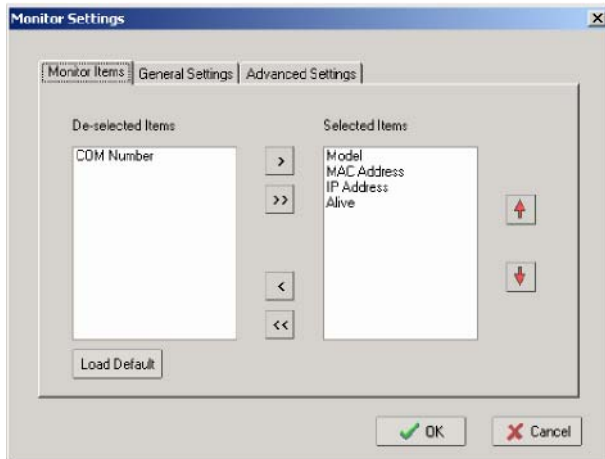 Monitor Settings
Monitor Items
General Settings
Advanced Settings
De-selected Items
Selected Items
COM Number
Model
MAC Address
IP Address
Alive
>
>>
<
<<
Load Default
OK
Cancel